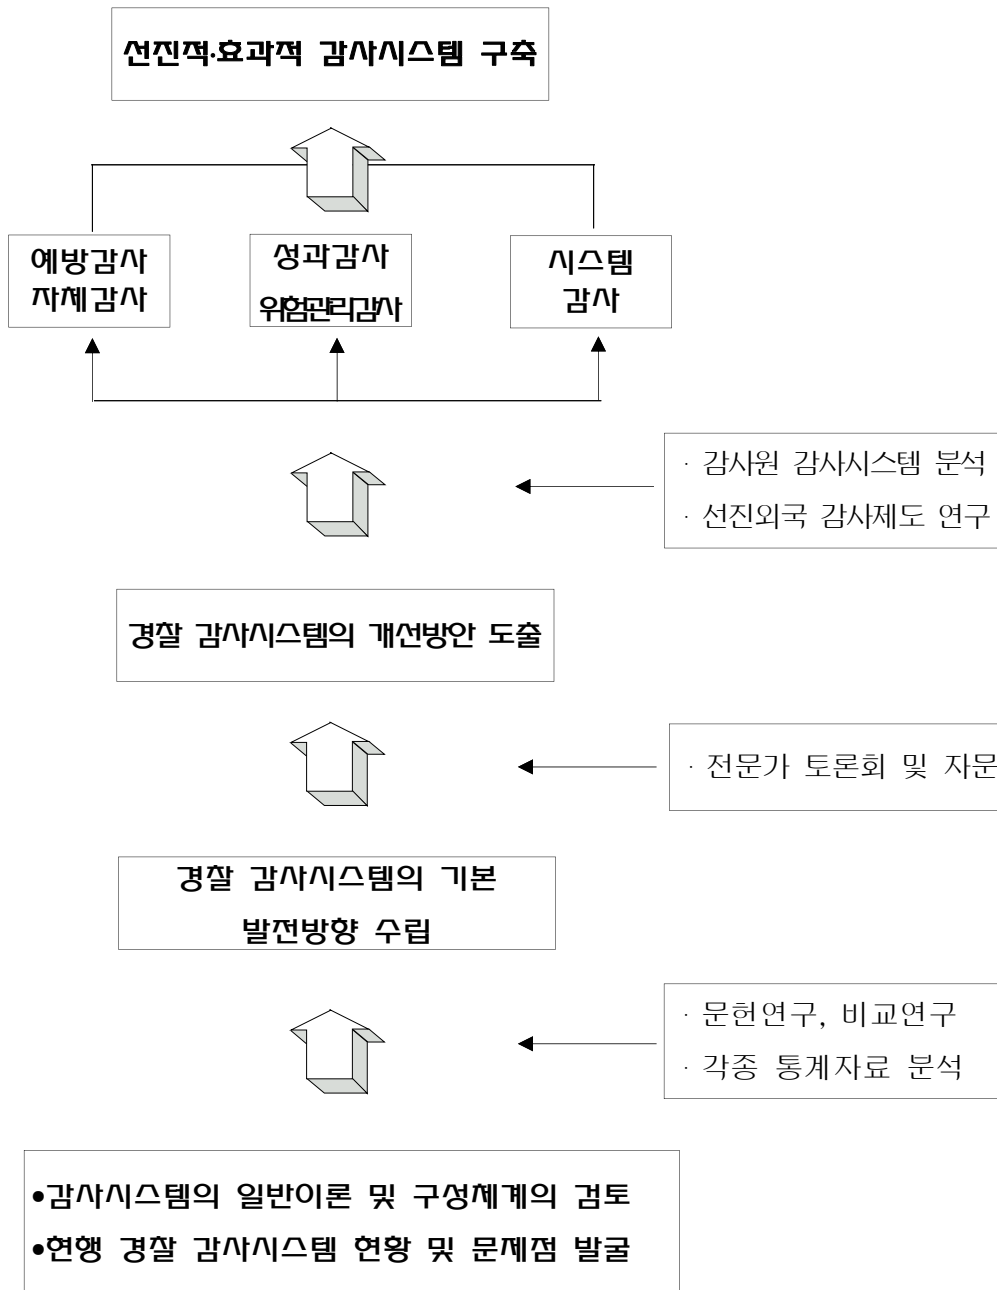 선진적·효과적 감사시스템 구축
예방감사
자체감사
성과감사
위험관리감사
시스템
감사
· 감사원 감사시스템 분석
· 선진외국 감사제도 연구
경찰 감사시스템의 개선방안 도출
· 전문가 토론회 및 자문
경찰 감사시스템의 기본
발전방향 수립
· 문헌연구, 비교연구
· 각종 통계자료 분석
•감사시스템의 일반이론 및 구성체계의 검토
•현행 경찰 감사시스템 현황 및 문제점 발굴